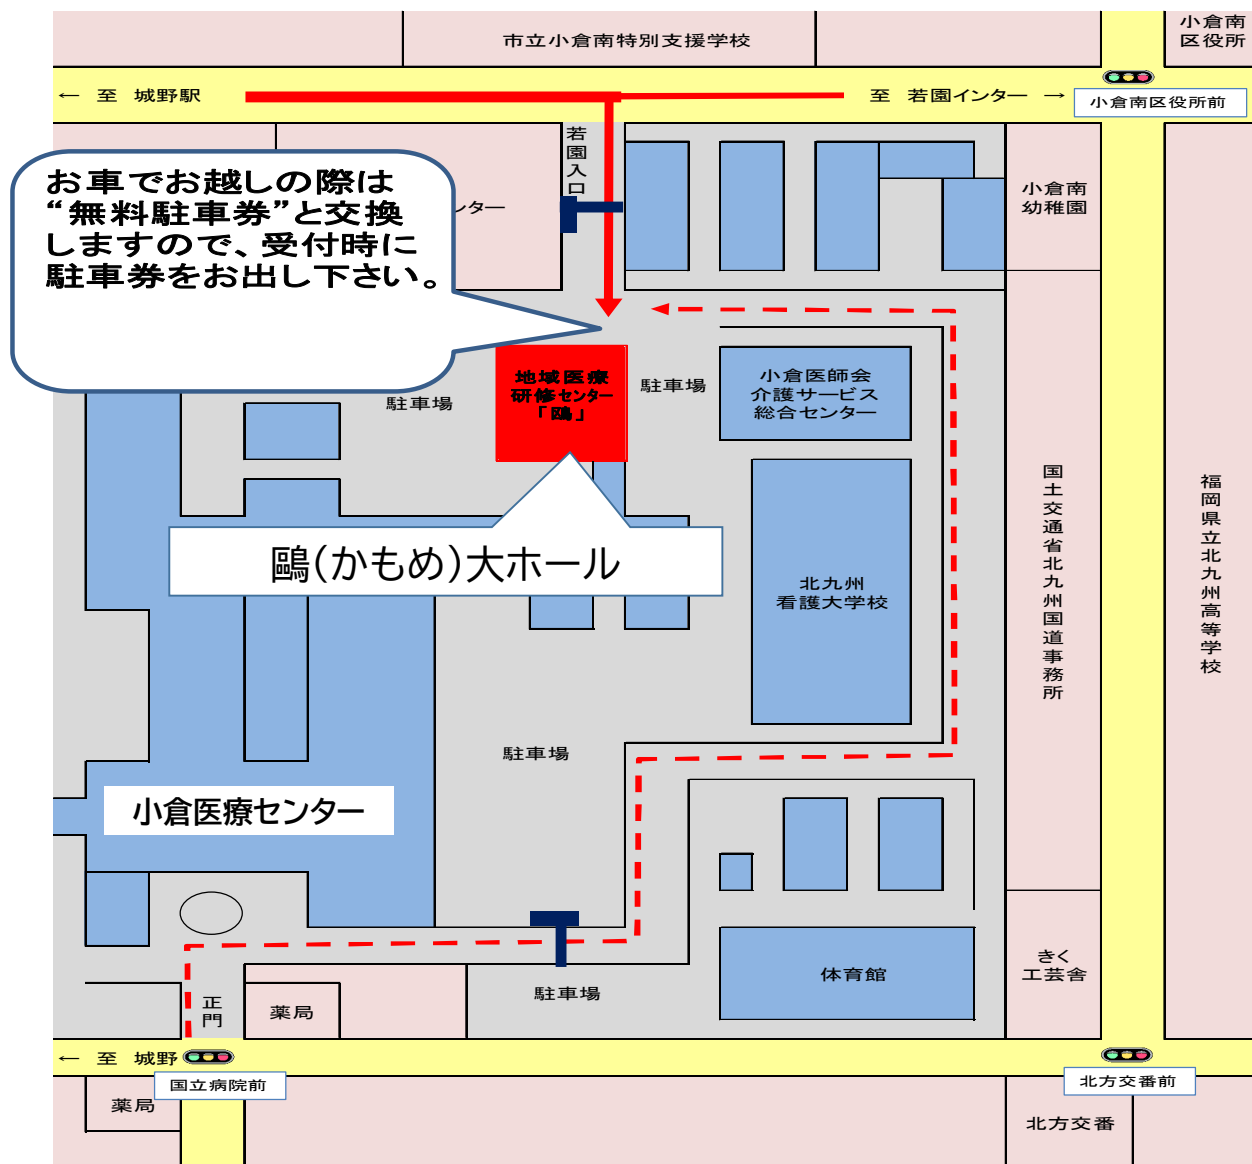 市立小倉南特別支援学校
小倉南
区役所
← 至 城野駅
至 若園インター →
小倉南区役所前
若園入口
お車でお越しの際は
“無料駐車券”と交換
しますので、受付時に
駐車券をお出し下さい。
ンター
小倉南
幼稚園
地域医療
研修センター
「鴎」
駐車場
駐車場
小倉医師会
介護サービス
総合センター
鷗(かもめ)大ホール
北九州
看護大学校
国土交通省北九州国道事務所
福岡県立北九州高等学校
駐車場
小倉医療センター
体育館
きく
工芸舎
駐車場
正門
薬局
← 至 城野
国立病院前
北方交番前
薬局
北方交番